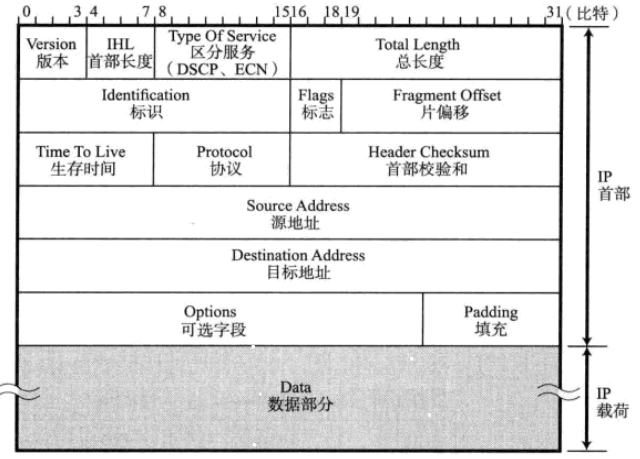 0 3 4 7 8 15 16 18 19 31 (比特)
Version IHL Type Of Service Total Length
版本 首部长度 区分服务 总长度
(DSCP、ECN)
Identification Flags Fragment Offset
标识 标志 片偏移
Time To Live Protocol Header Checksum
生存时间 协议 首部校验和
IP
首部
Source Address
源地址
Destination Address
目标地址
Options Padding
可选字段 填充
Data
数据部分
IP
载荷